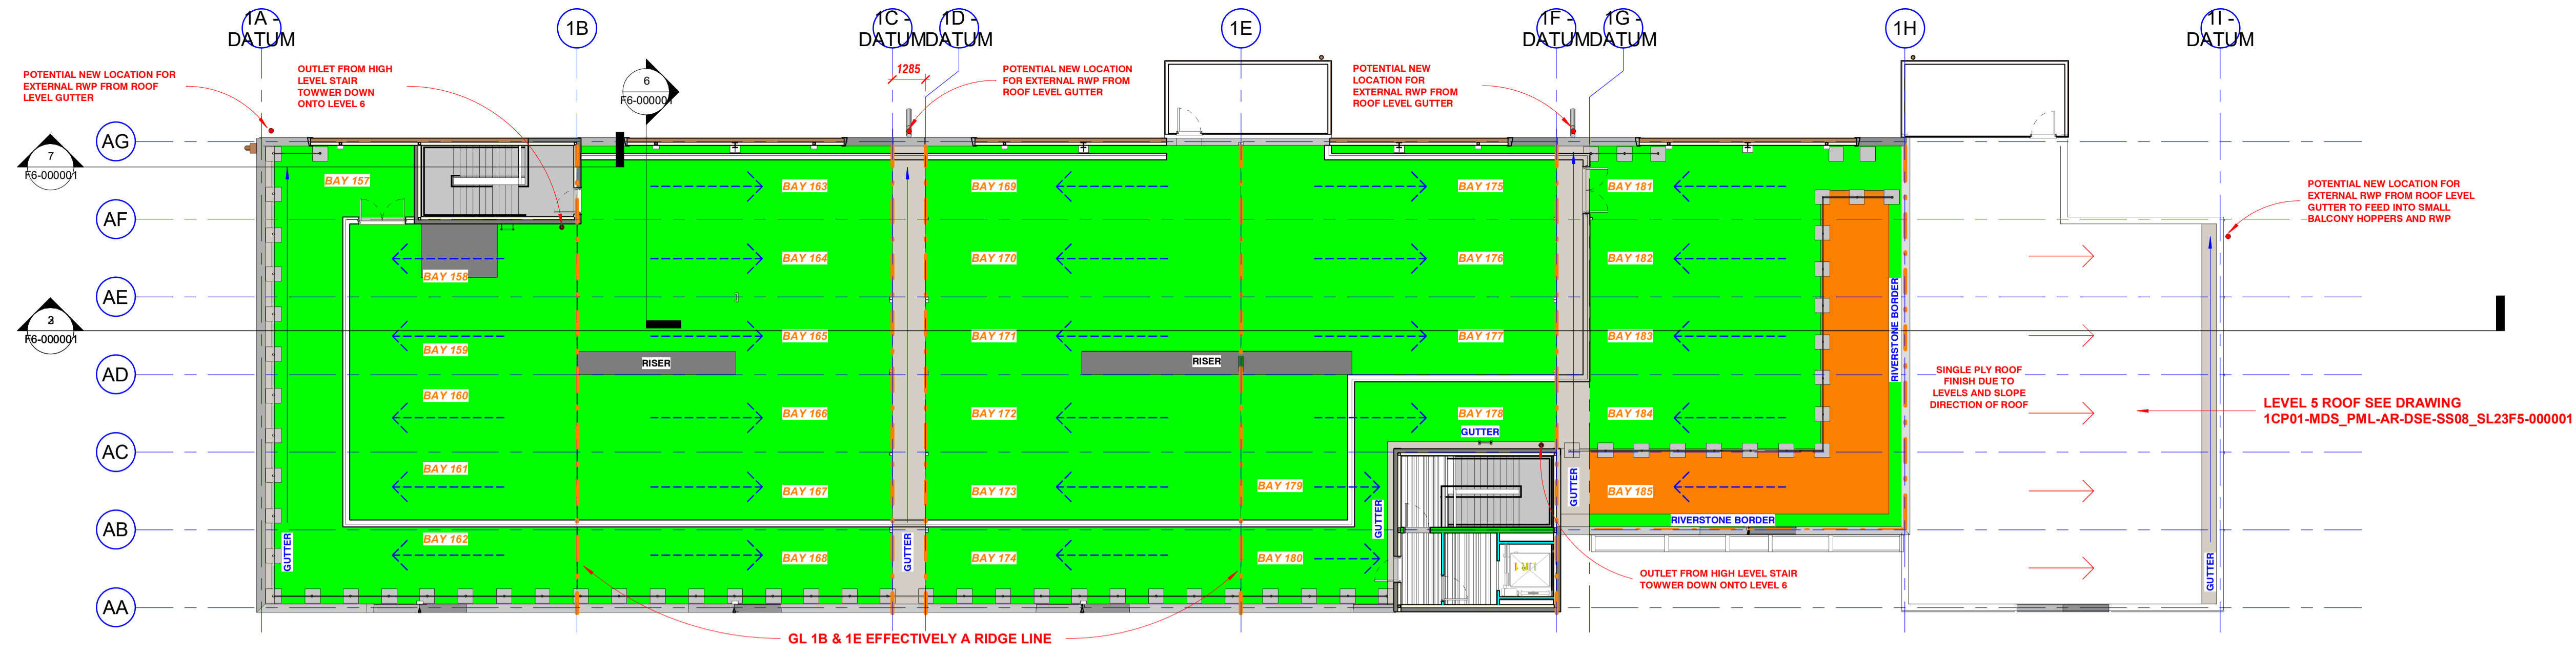 1A -
DATUM
1B
1C -
DATUM
1D -
DATUM
1E
1F -
DATUM
1G -
DATUM
1H
1I -
DATUM
POTENTIAL NEW LOCATION FOR
EXTERNAL RWP FROM ROOF
LEVEL GUTTER
OUTLET FROM HIGH
LEVEL STAIR
TOWWER DOWN
ONTO LEVEL 6
6
F6-000001
1285
POTENTIAL NEW LOCATION
FOR EXTERNAL RWP FROM
ROOF LEVEL GUTTER
POTENTIAL NEW
LOCATION FOR
EXTERNAL RWP FROM
ROOF LEVEL GUTTER
AG
7
F6-000001
AF
AE
F6-000001
AD
AC
AB
AA
BAY 157
BAY 163
BAY 169
BAY 175
BAY 181
POTENTIAL NEW LOCATION FOR
EXTERNAL RWP FROM ROOF LEVEL
GUTTER TO FEED INTO SMALL
BALCONY HOPPERS AND RWP
BAY 158
BAY 164
BAY 170
BAY 176
BAY 182
BAY 159
BAY 165
BAY 171
BAY 177
BAY 183
RIVERSTONE BORDER
RISER
RISER
SINGLE PLY ROOF
FINISH DUE TO
LEVELS AND SLOPE
DIRECTION OF ROOF
BAY 160
BAY 166
BAY 172
BAY 178
BAY 184
LEVEL 5 ROOF SEE DRAWING
1CP01-MDS_PML-AR-DSE-SS08_SL23F5-000001
GUTTER
BAY 161
BAY 167
BAY 173
BAY 179
GUTTER
BAY 185
GUTTER
RIVERSTONE BORDER
BAY 162
BAY 168
BAY 174
BAY 180
GUTTER
GUTTER
GUTTER
OUTLET FROM HIGH LEVEL STAIR
TOWWER DOWN ONTO LEVEL 6
GL 1B & 1E EFFECTIVELY A RIDGE LINE